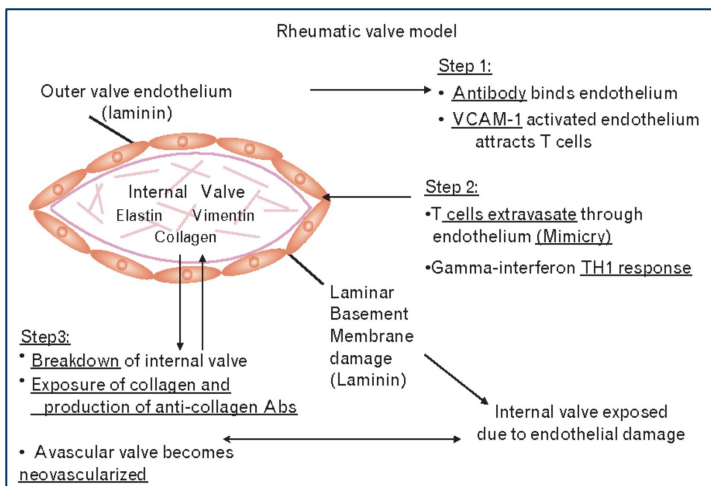 Rheumatic valve model
Outer valve endothelium
(laminin)
Step 1:
• Antibody binds endothelium
• VCAM-1 activated endothelium
attracts T cells
Internal Valve
Elastin Vimentin
Collagen
Step 2:
•T cells extravasate through
endothelium (Mimicry)
•Gamma-interferon TH1 response
Laminar
Basement
Membrane
damage
(Laminin)
Step3:
• Breakdown of internal valve
• Exposure of collagen and
production of anti-collagen Abs
Internal valve exposed
due to endothelial damage
• Avascular valve becomes
neovascularized